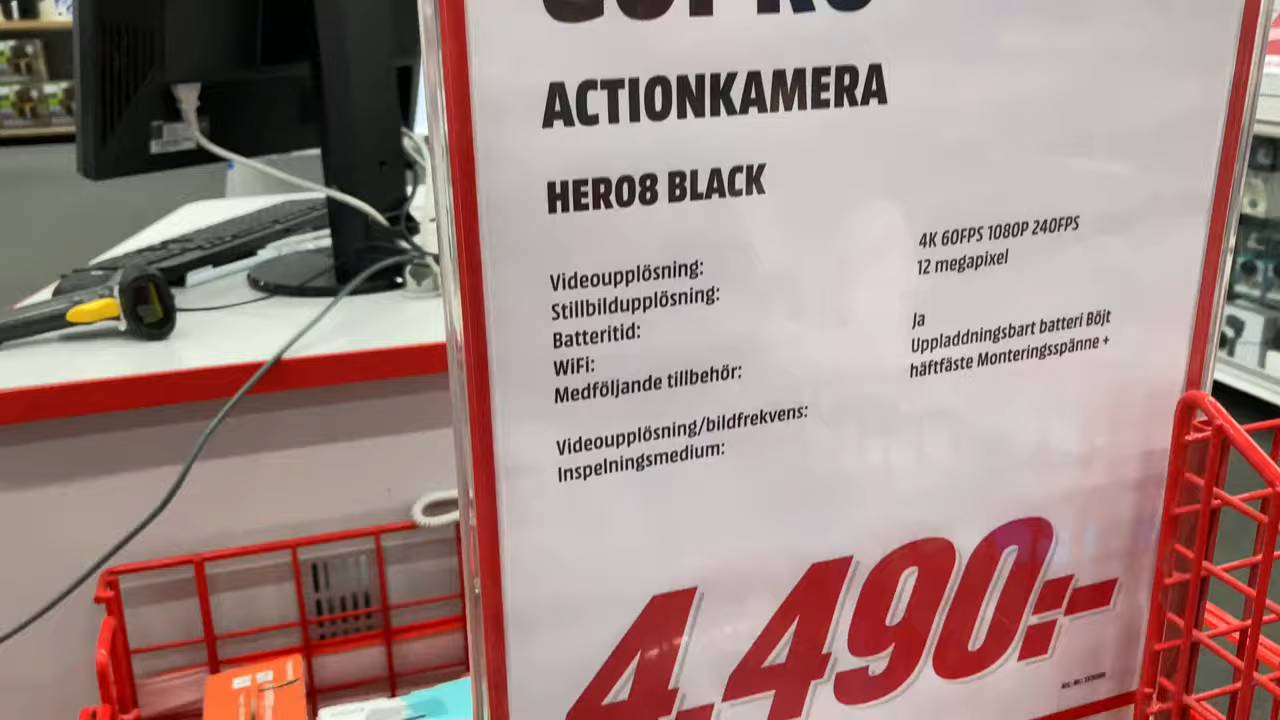 GOPRO
ACTIONKAMERA
HERO8 BLACK
Videoupplösning: 4K 60FPS 1080P 240FPS
Stillbildupplösning: 12 megapixel
Batteritid:
WiFi: Ja
Medföljande tillbehör: Uppladdningsbart batteri Böjt
häftfäste Monteringsspänne +
Videoupplösning/bildfrekvens:
Inspelningsmedium:
4.490:-